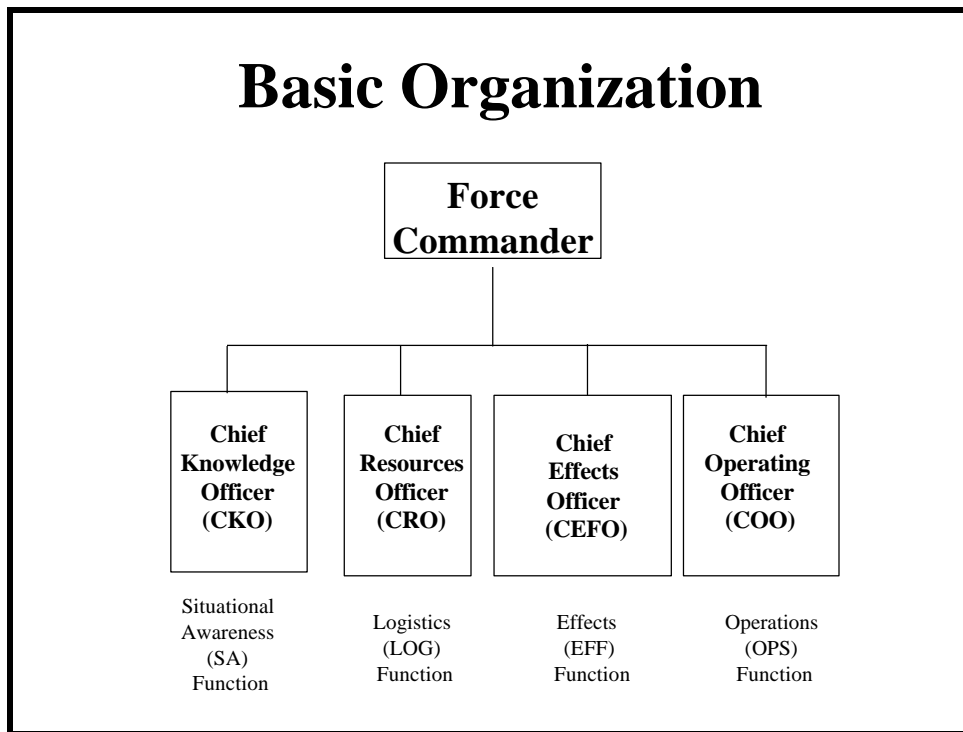 Basic Organization
Force
Commander
Chief
Knowledge
Officer
(CKO)
Chief
Resources
Officer
(CRO)
Chief
Effects
Officer
(CEFO)
Chief
Operating
Officer
(COO)
Situational
Awareness
(SA)
Function
Logistics
(LOG)
Function
Effects
(EFF)
Function
Operations
(OPS)
Function